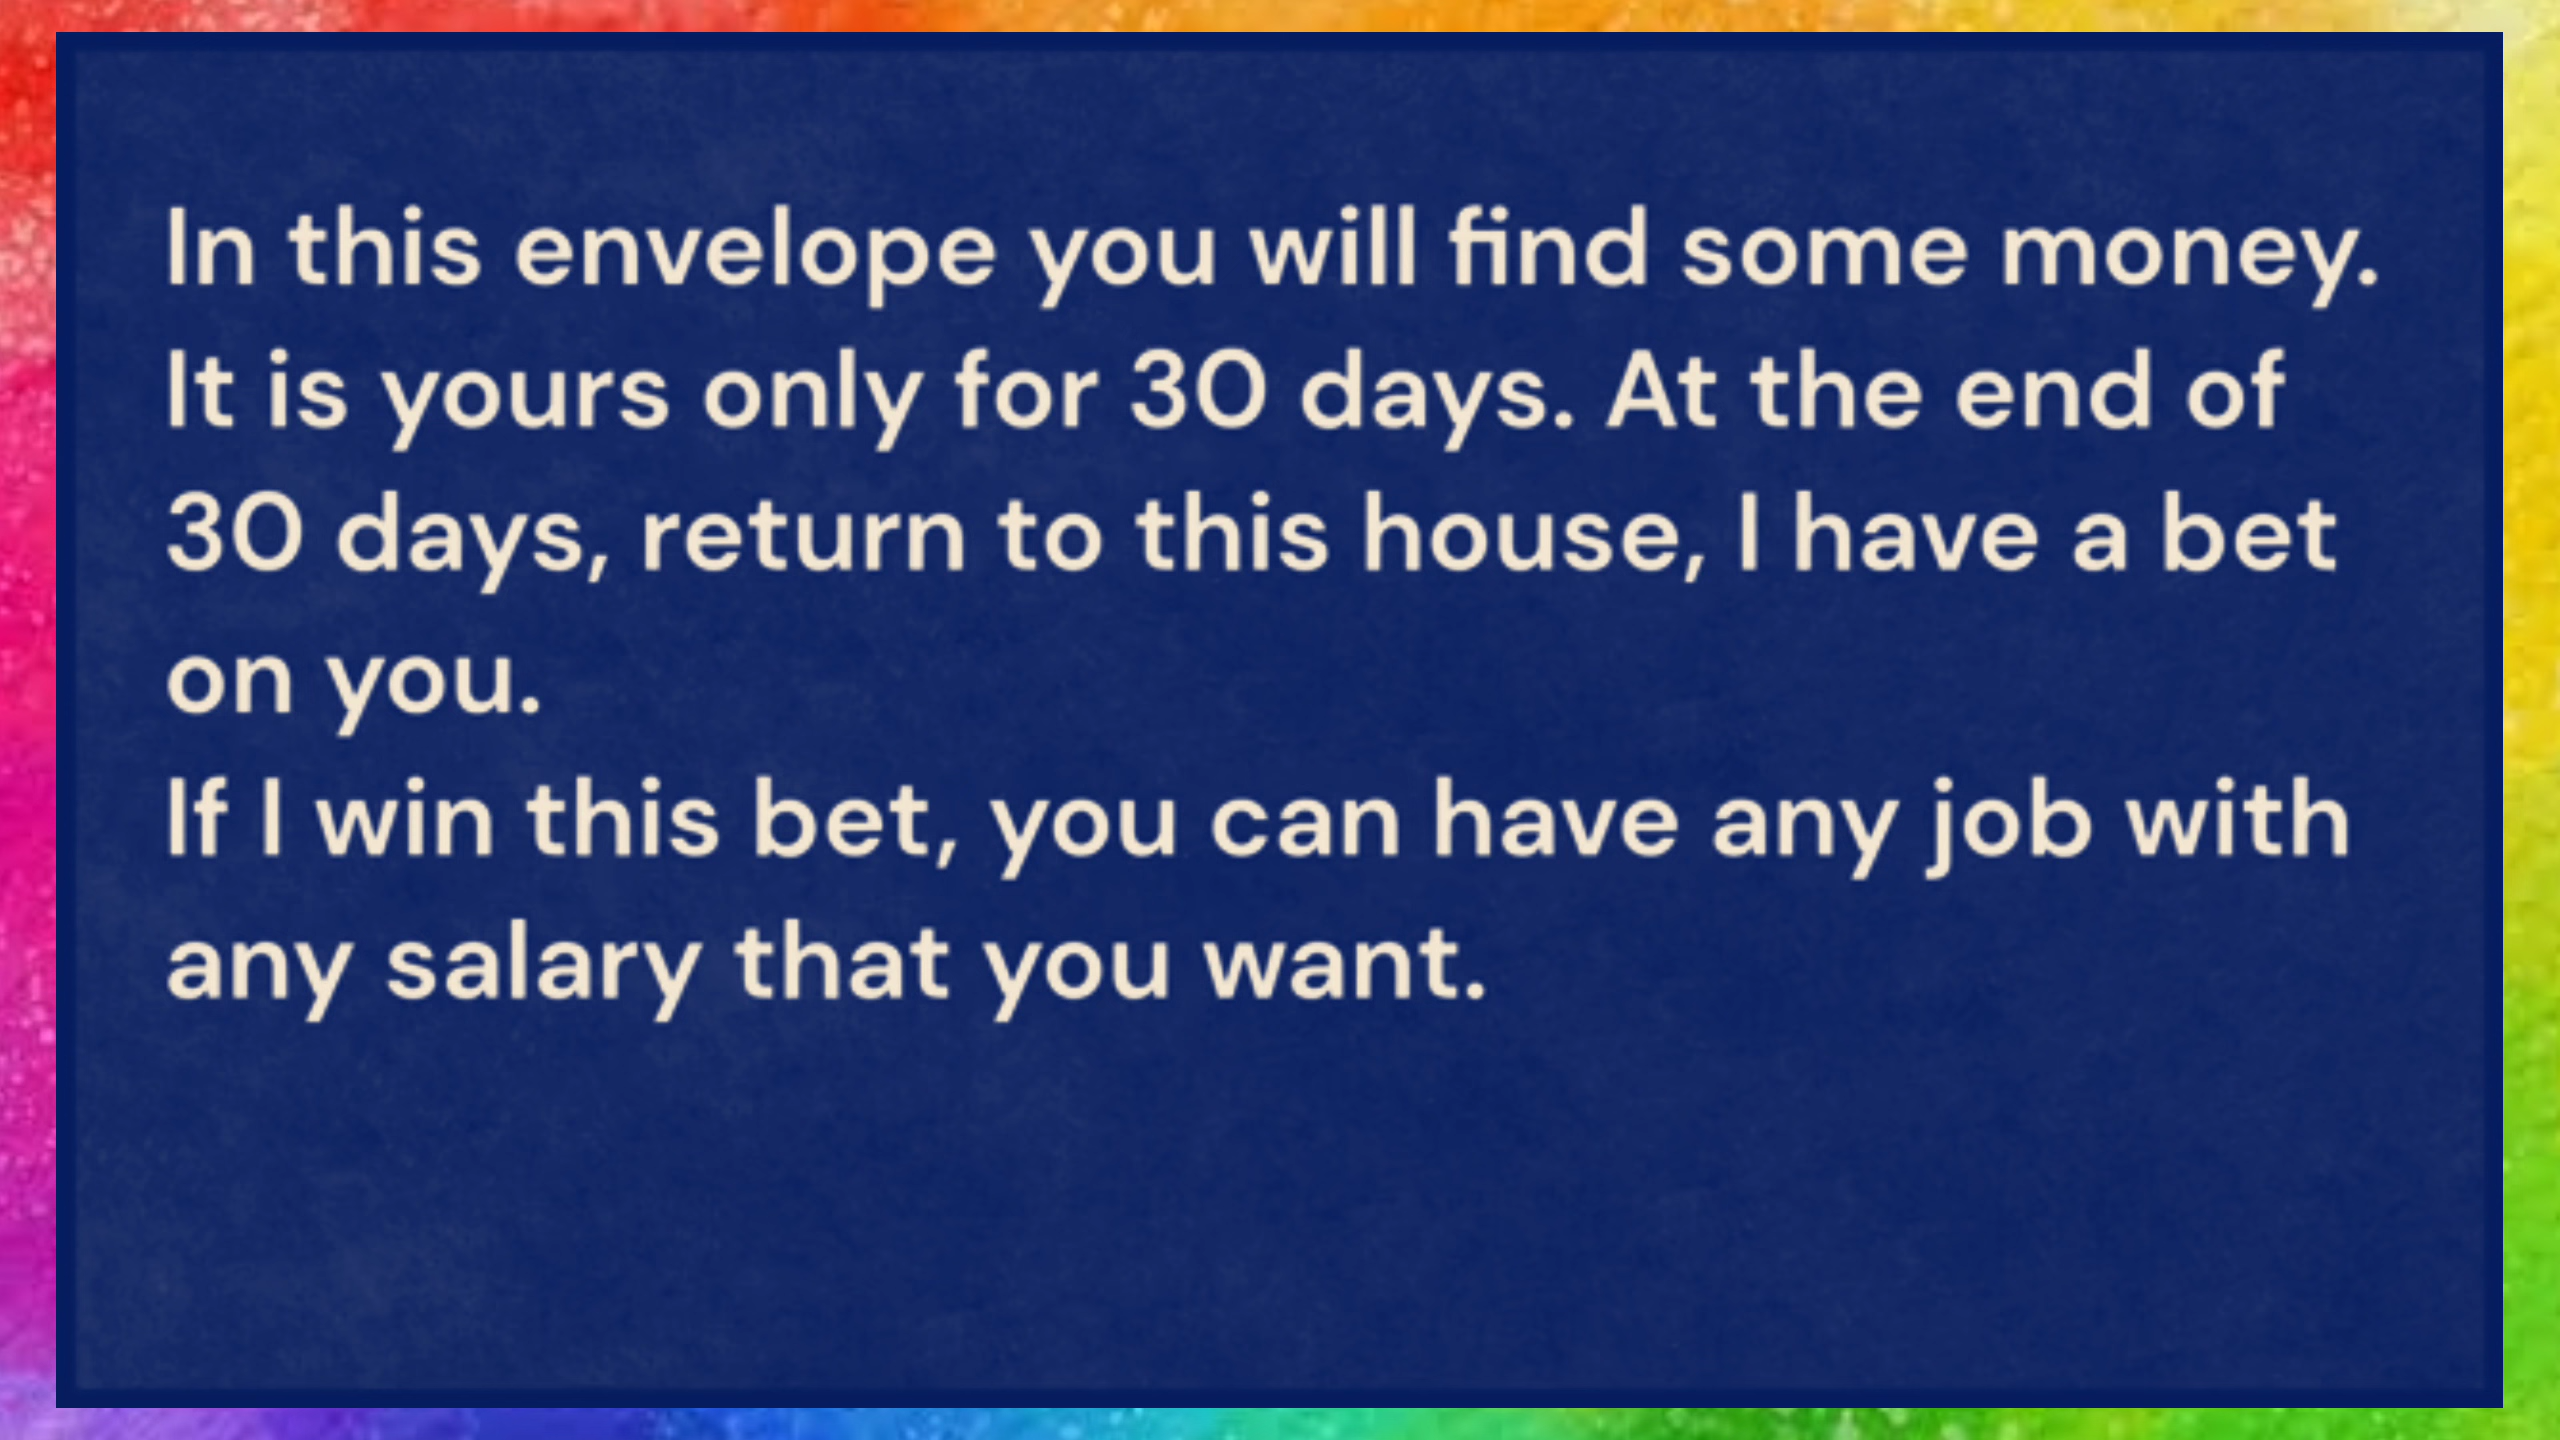 In this envelope you will find some money.
It is yours only for 30 days. At the end of
30 days, return to this house, I have a bet
on you.
If I win this bet, you can have any job with
any salary that you want.